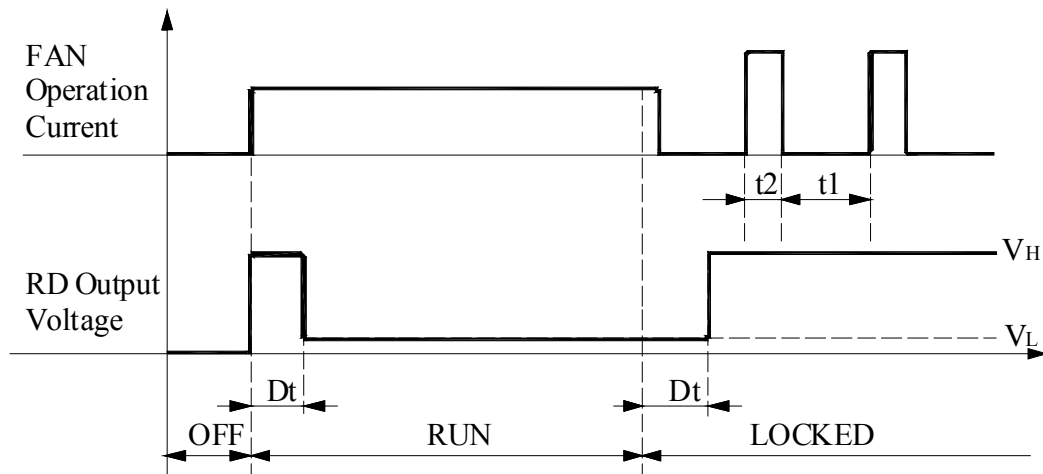 FAN
Operation
Current
t2
t1
VH
RD Output
Voltage
VL
Dt
Dt
OFF
RUN
LOCKED